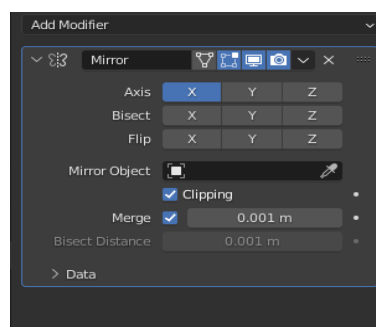 Add Modifier
Mirror
Axis X Y Z
Bisect X Y Z
Flip X Y Z
Mirror Object
Clipping
Merge 0.001 m
Bisect Distance 0.001 m
Data